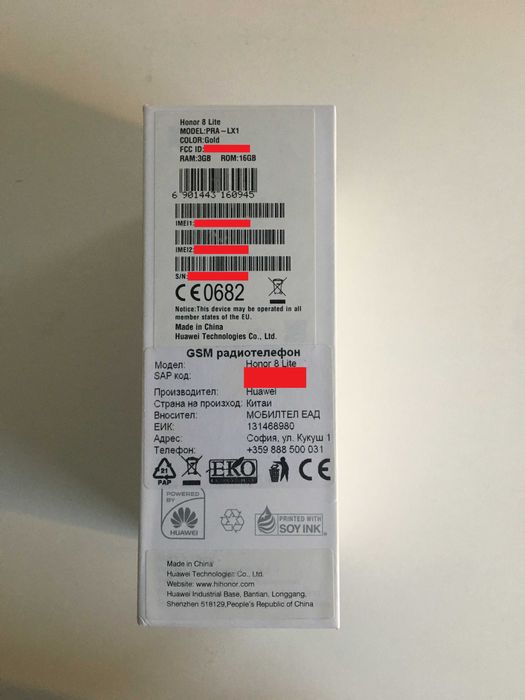 Honor 8 Lite
MODEL:PRA-LX1
COLOR:Gold
FCC ID:
RAM:3GB ROM:16GB
6 901443 160945
IMEI1:
IMEI2:
S/N:
CE0682
Notice:This device may be operated in all
member states of the EU.
Made in China
Huawei Technologies Co., Ltd.
GSM радиотелефон
Модел: Honor 8 Lite
SAP код:
Производител: Huawei
Страна на произход: Китай
Вносител: МОБИЛТЕЛ ЕАД
ЕИК: 131468980
Адрес: София, ул. Кукуш 1
Телефон: +359 888 500 031
21
PAP
EKO
CE
POWERED BY
HUAWEI
PRINTED WITH
SOY INK
Made in China
Huawei Technologies Co., Ltd.
Website: www.hihonor.com
Huawei Industrial Base, Bantian, Longgang,
Shenzhen 518129,People's Republic of China